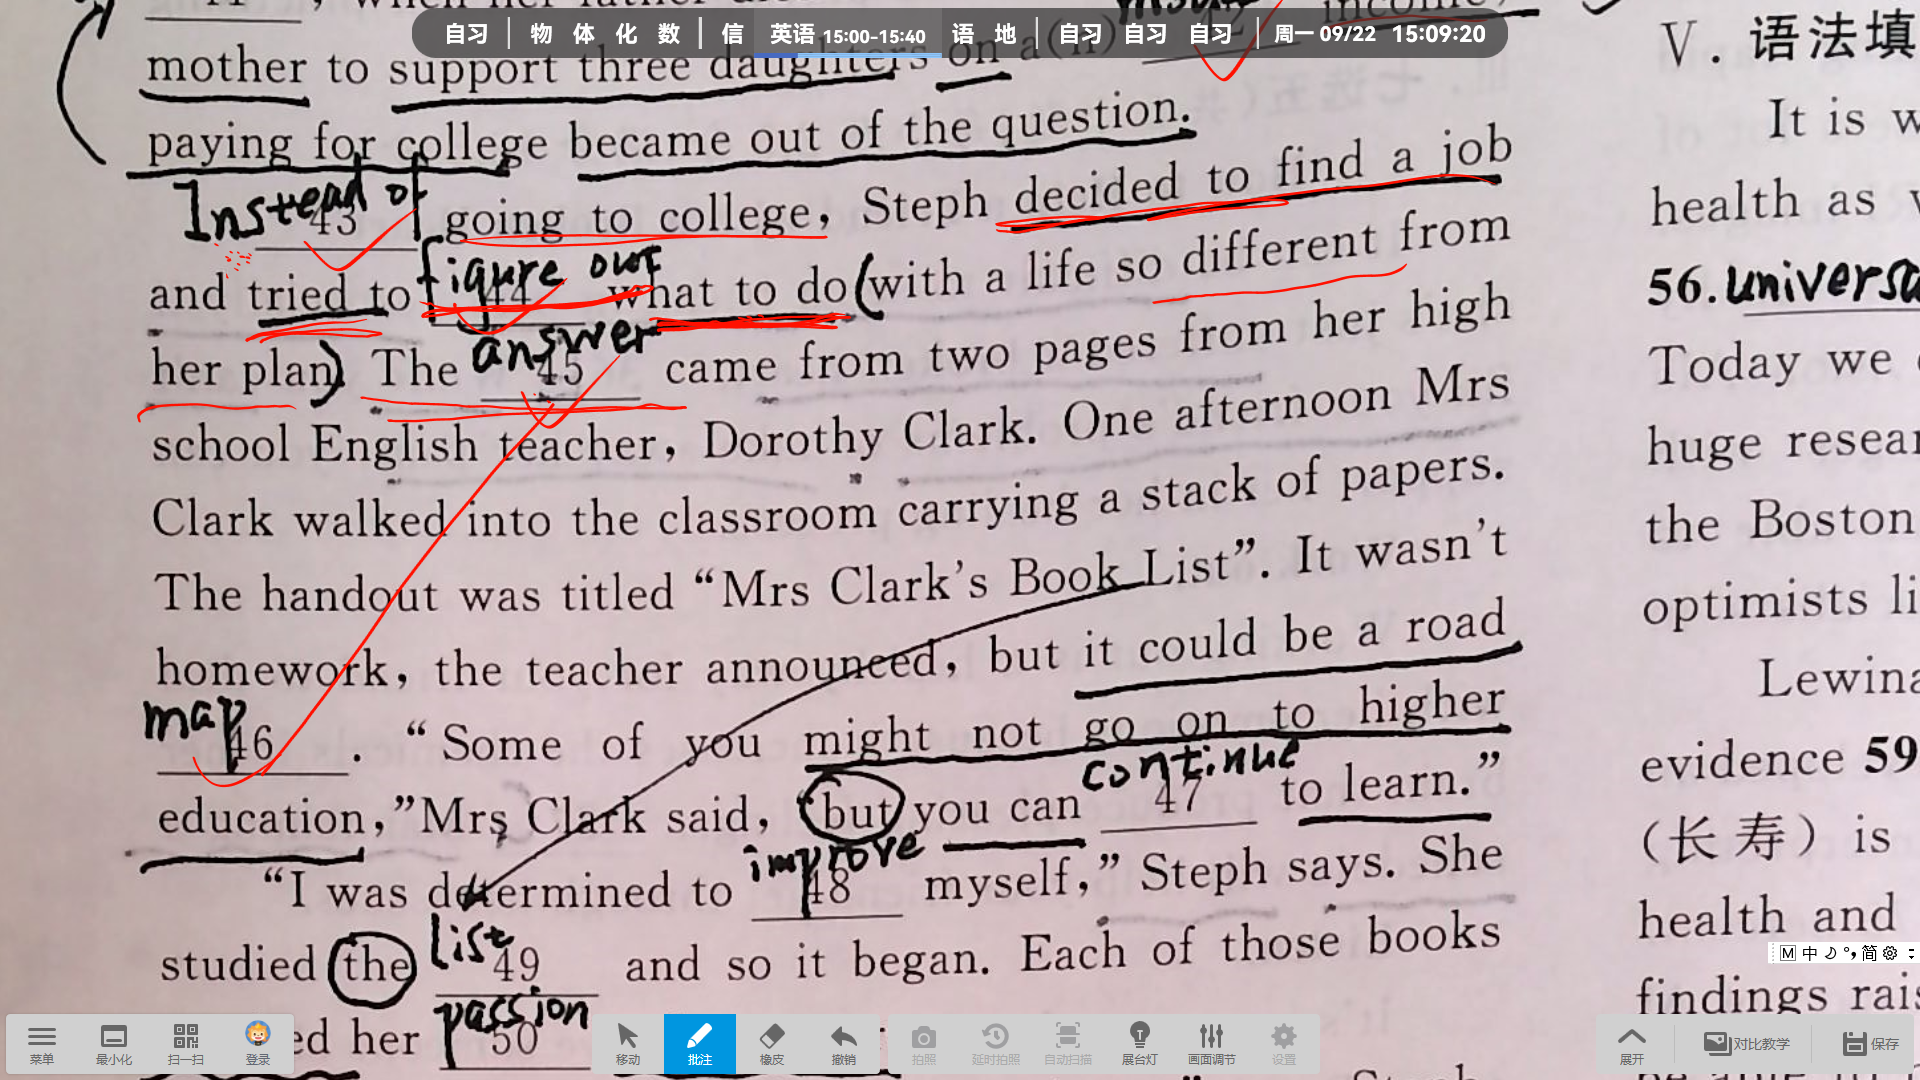 自习 物 体 化 数 信 英语 15:00-15:40 语 地 自习 自习 自习 周一 09/22 15:09:20
mother to support three daughters on a(n) 42 income,
paying for college became out of the question.
Instead of
43 going to college, Steph decided to find a job
figure out
and tried to 44 what to do (with a life so different from
answer
her plan). The 45 came from two pages from her high
school English teacher, Dorothy Clark. One afternoon Mrs
Clark walked into the classroom carrying a stack of papers.
The handout was titled “Mrs Clark’s Book List”. It wasn’t
homework, the teacher announced, but it could be a road
map
46. “Some of you might not go on to higher
continue
education,” Mrs Clark said, “but you can 47 to learn.”
improve
“I was determined to 48 myself,” Steph says. She
list
studied the 49 and so it began. Each of those books
passion
ed her 50
V. 语法填
It is w
health as
56. universa
Today we
huge resear
the Boston
optimists li
Lewina
evidence 59
(长寿) is
health and
findings rais
M 中 简
菜单 最小化 扫一扫 登录 移动 批注 橡皮 撤销 拍照 延时拍照 自动扫描 展台灯 画面调节 设置 展开 对比教学 保存